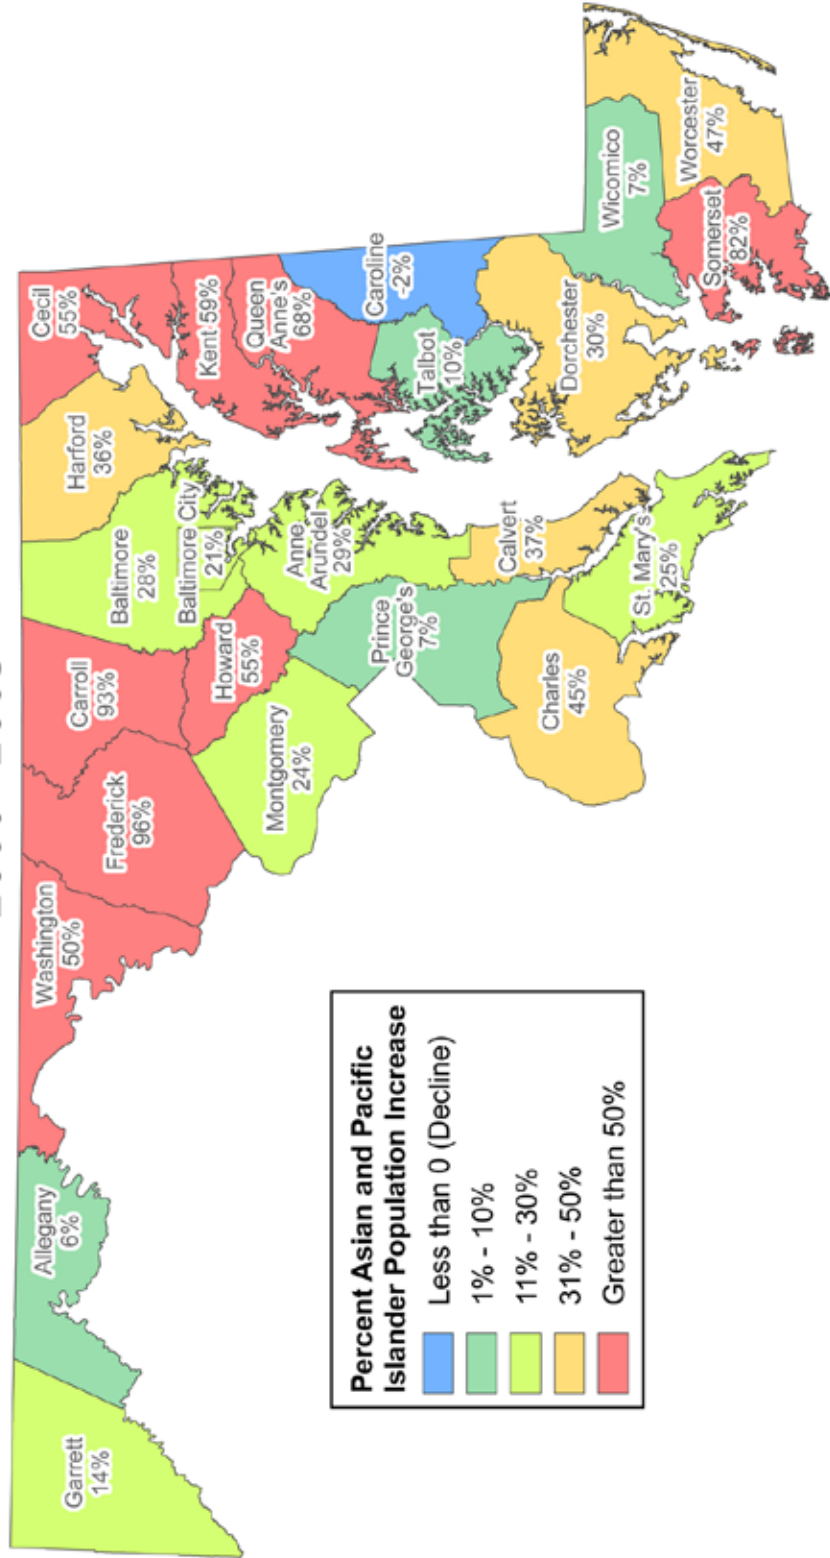 Garrett
14%
Allegany
6%
Washington
50%
Frederick
96%
Carroll
93%
Howard
55%
Montgomery
24%
Baltimore
28%
Baltimore City
21%
Harford
36%
Cecil
55%
Kent 59%
Queen
Anne's
68%
Caroline
-2%
Talbot
10%
Anne
Arundel
29%
Prince
George's
7%
Calvert
37%
Charles
45%
St. Mary's
25%
Dorchester
30%
Wicomico
7%
Somerset
82%
Worcester
47%
Percent Asian and Pacific
Islander Population Increase
Less than 0 (Decline)
1% - 10%
11% - 30%
31% - 50%
Greater than 50%